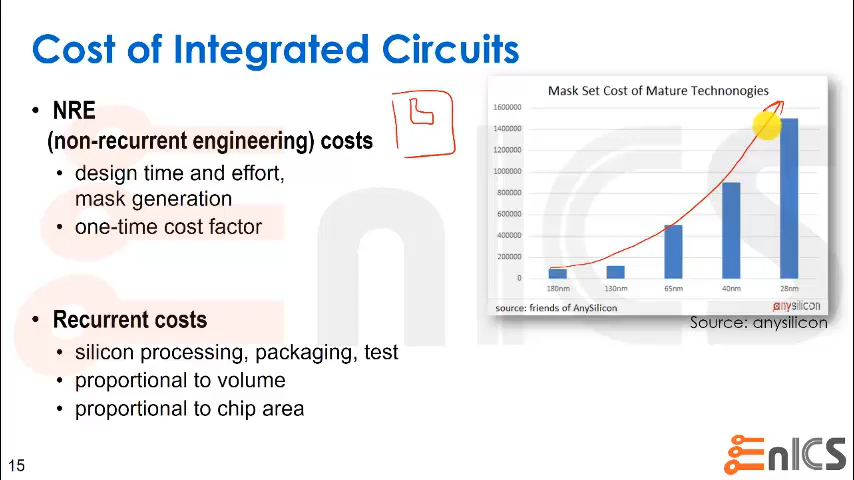 Cost of Integrated Circuits
• NRE
(non-recurrent engineering) costs
• design time and effort,
mask generation
• one-time cost factor
• Recurrent costs
• silicon processing, packaging, test
• proportional to volume
• proportional to chip area
Mask Set Cost of Mature Technonogies
1600000
1400000
1200000
1000000
800000
600000
400000
200000
0
180nm 130nm 65nm 40nm 28nm
source: friends of AnySilicon
anysilicon
Source: anysilicon
15
EnICS